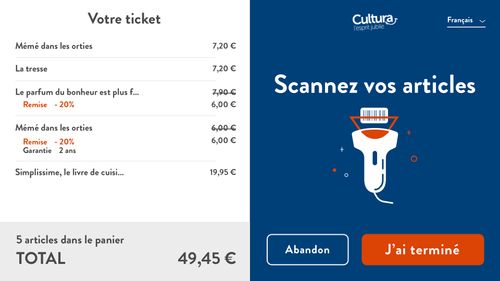 Votre ticket
Mémé dans les orties 7,20 €
La tresse 7,20 €
Le parfum du bonheur est plus f... 7,90 €
Remise - 20% 6,00 €
Mémé dans les orties 6,00 €
Remise - 20% 6,00 €
Garantie 2 ans
Simplissime, le livre de cuisi... 19,95 €
5 articles dans le panier
TOTAL 49,45 €
Cultura
l'esprit jubile
Français
Scannez vos articles
Abandon
J'ai terminé